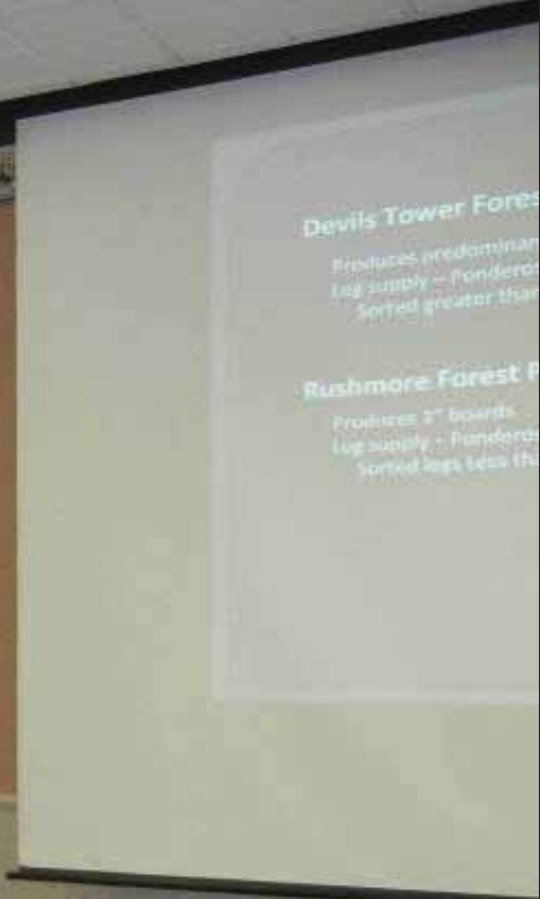 Devils Tower Fores
Produces predominan
Log supply – Ponderos
Sorted greater than
Rushmore Forest P
Produces 1" boards
Log supply - Ponderos
Sorted logs Less tha